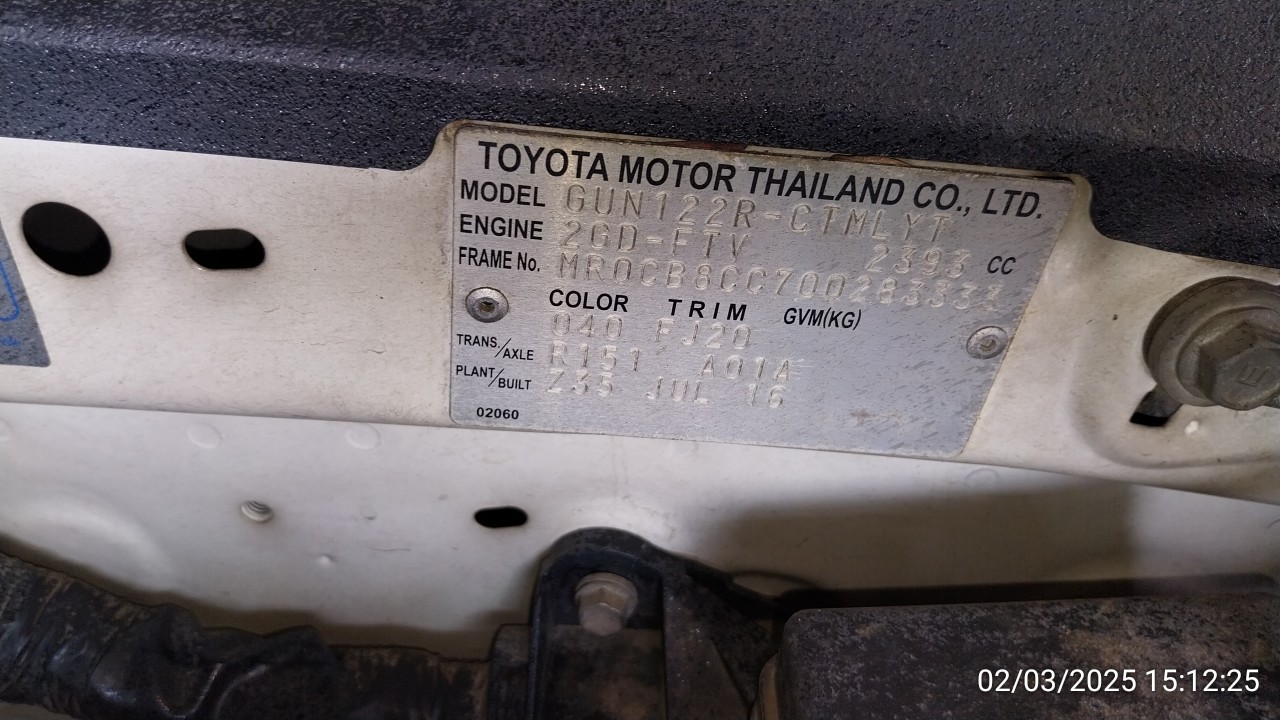 TOYOTA MOTOR THAILAND CO., LTD.
MODEL GUN122R-CTMLYT
ENGINE 2GD-FTV 2393 CC
FRAME No. MR0CB8CC700283331
COLOR TRIM GVM(KG)
040 FJ20
TRANS./AXLE R151 A01A
PLANT/BUILT Z35 JUL 16
02060
02/03/2025 15:12:25